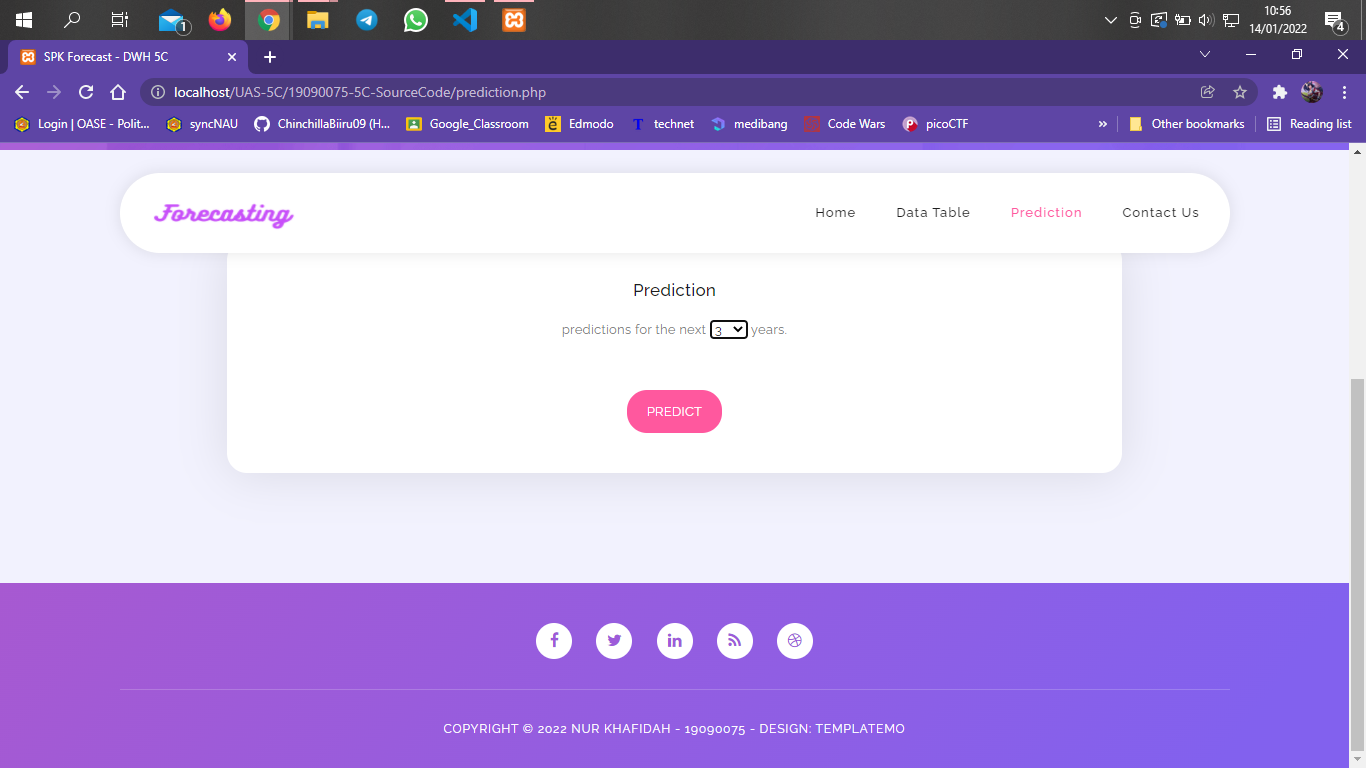 1
10:56
14/01/2022
4
SPK Forecast - DWH 5C
localhost/UAS-5C/19090075-5C-SourceCode/prediction.php
Login | OASE - Polit... syncNAU ChinchillaBiiru09 (H... Google_Classroom Edmodo technet medibang Code Wars picoCTF » Other bookmarks Reading list
Forecasting Home Data Table Prediction Contact Us
Prediction
predictions for the next 3 years.
PREDICT
COPYRIGHT © 2022 NUR KHAFIDAH - 19090075 - DESIGN: TEMPLATEMO